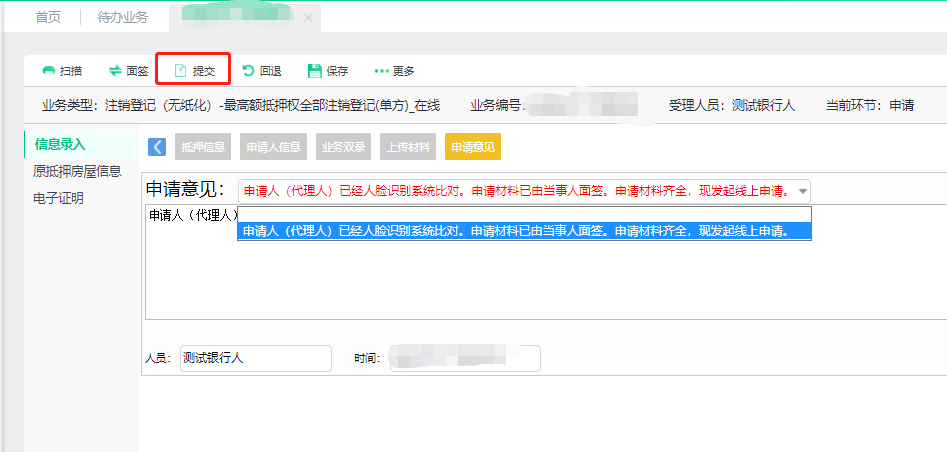 首页 待办业务
扫描 面签 提交 回退 保存 更多
业务类型：注销登记（无纸化）-最高额抵押权全部注销登记(单方)_在线 业务编号： 受理人员：测试银行人 当前环节：申请
信息录入
原抵押房屋信息
电子证明
抵押信息 申请人信息 业务双录 上传材料 申请意见
申请意见： 申请人（代理人）已经人脸识别系统比对。申请材料已由当事人面签。申请材料齐全，现发起线上申请。
申请人（代理人）
申请人（代理人）已经人脸识别系统比对。申请材料已由当事人面签。申请材料齐全，现发起线上申请。
人员： 测试银行人 时间：